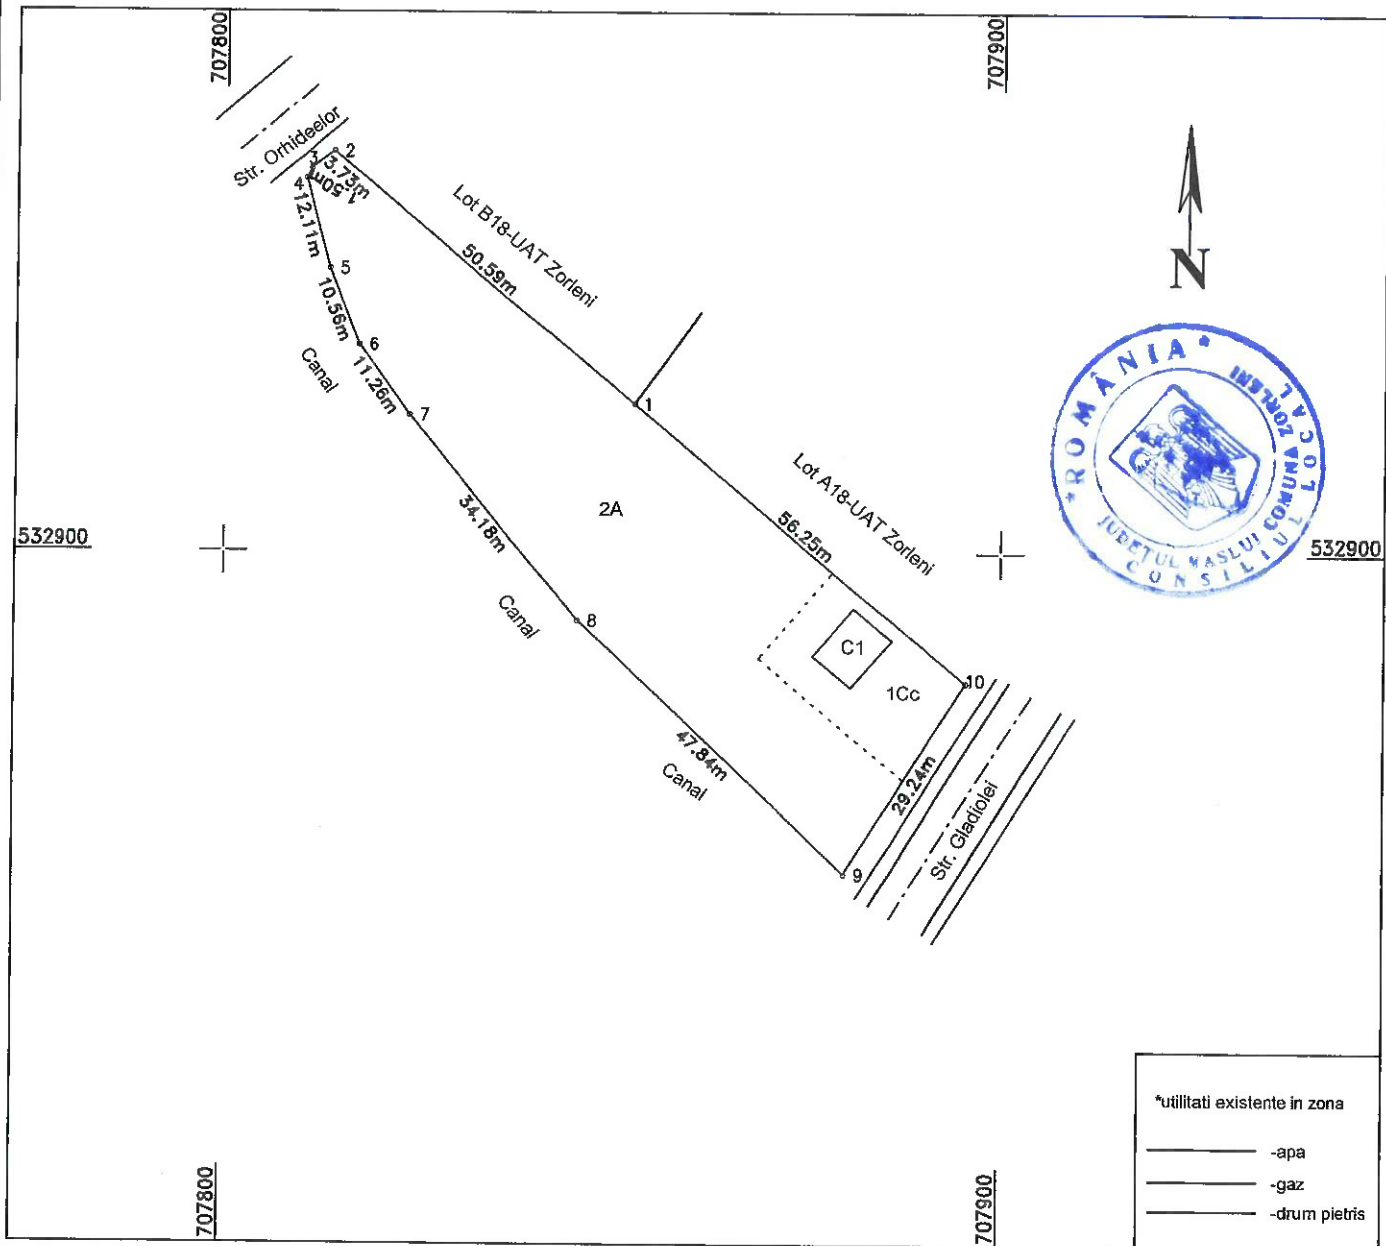 707800
707900
Str. Orhideelor
2
3
3.73m
4
1.50m
12.11m
Lot B18-UAT Zorleni
50.59m
5
10.56m
6
Canal
11.26m
7
1
Lot A18-UAT Zorleni
56.25m
2A
34.18m
532900
532900
Canal
8
C1
1Cc
10
47.84m
Canal
29.24m
Str. Gladiolei
9
N
*ROMÂNIA*
JUDEȚUL VASLUI COMUNA ZORLENI
CONSILIUL LOCAL
*utilitati existente in zona
-apa
-gaz
-drum pietris
707800
707900